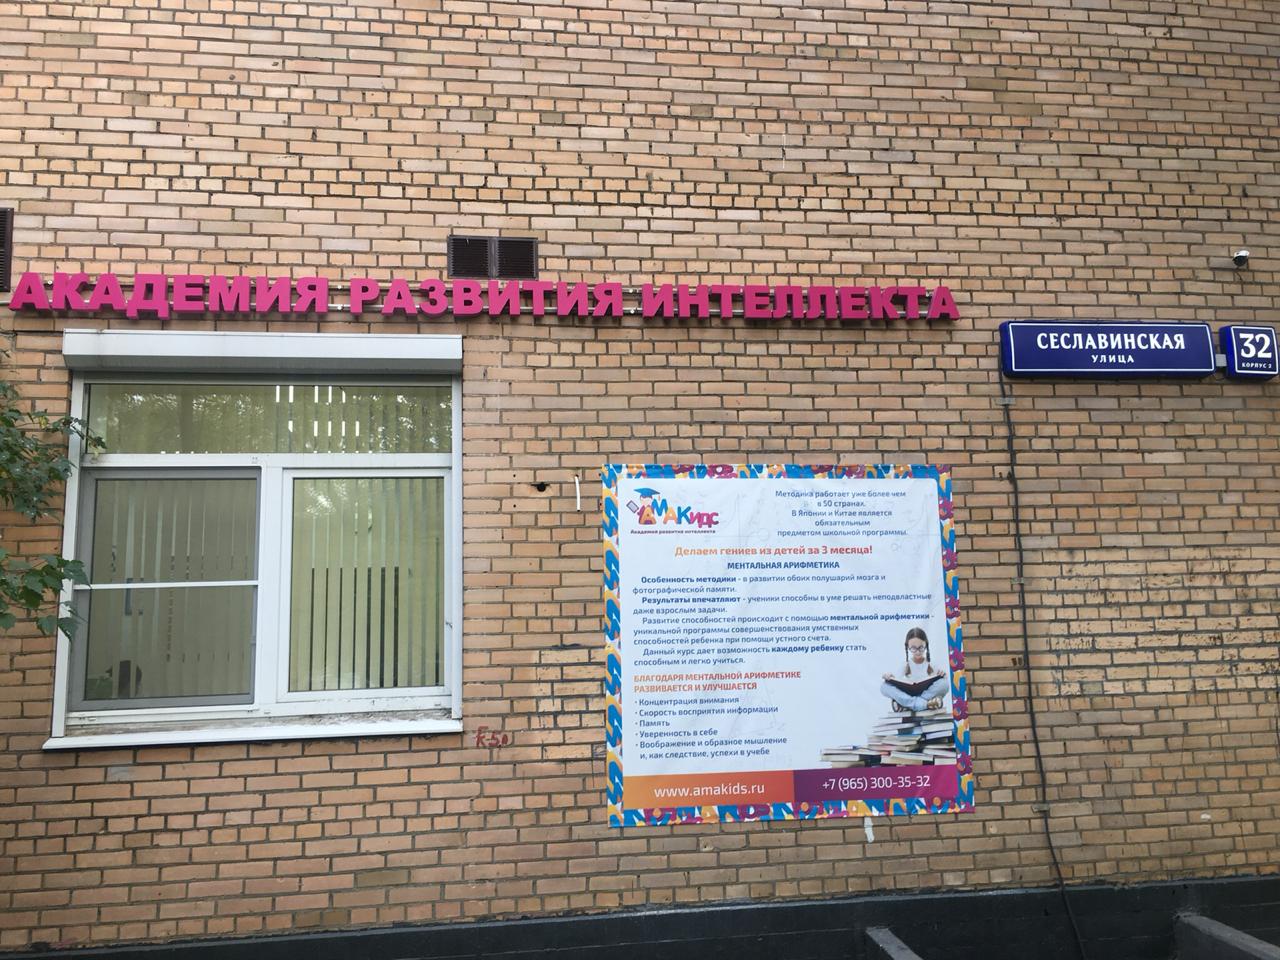 АКАДЕМИЯ РАЗВИТИЯ ИНТЕЛЛЕКТА
СЕСЛАВИНСКАЯ
УЛИЦА
32
КОРПУС 2
АМАКидс
Академия развития интеллекта
Методика работает уже более чем
в 50 странах.
В Японии и Китае является
обязательным
предметом школьной программы.
Делаем гениев из детей за 3 месяца!
МЕНТАЛЬНАЯ АРИФМЕТИКА
Особенность методики - в развитии обоих полушарий мозга и
фотографической памяти.
Результаты впечатляют - ученики способны в уме решать неподвластные
даже взрослым задачи.
Развитие способностей происходит с помощью ментальной арифметики -
уникальной программы совершенствования умственных
способностей ребенка при помощи устного счета.
Данный курс дает возможность каждому ребенку стать
способным и легко учиться.
БЛАГОДАРЯ МЕНТАЛЬНОЙ АРИФМЕТИКЕ
РАЗВИВАЕТСЯ И УЛУЧШАЕТСЯ
· Концентрация внимания
· Скорость восприятия информации
· Память
· Уверенность в себе
· Воображение и образное мышление
и, как следствие, успехи в учебе
www.amakids.ru
+7 (965) 300-35-32